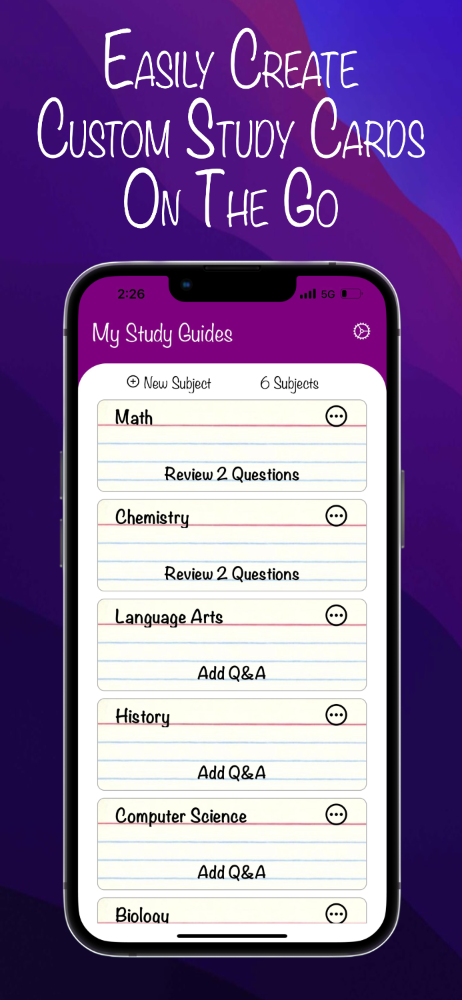 Easily Create
Custom Study Cards
On The Go
2:26
5G
My Study Guides
New Subject
6 Subjects
Math
Review 2 Questions
Chemistry
Review 2 Questions
Language Arts
Add Q&A
History
Add Q&A
Computer Science
Add Q&A
Biology